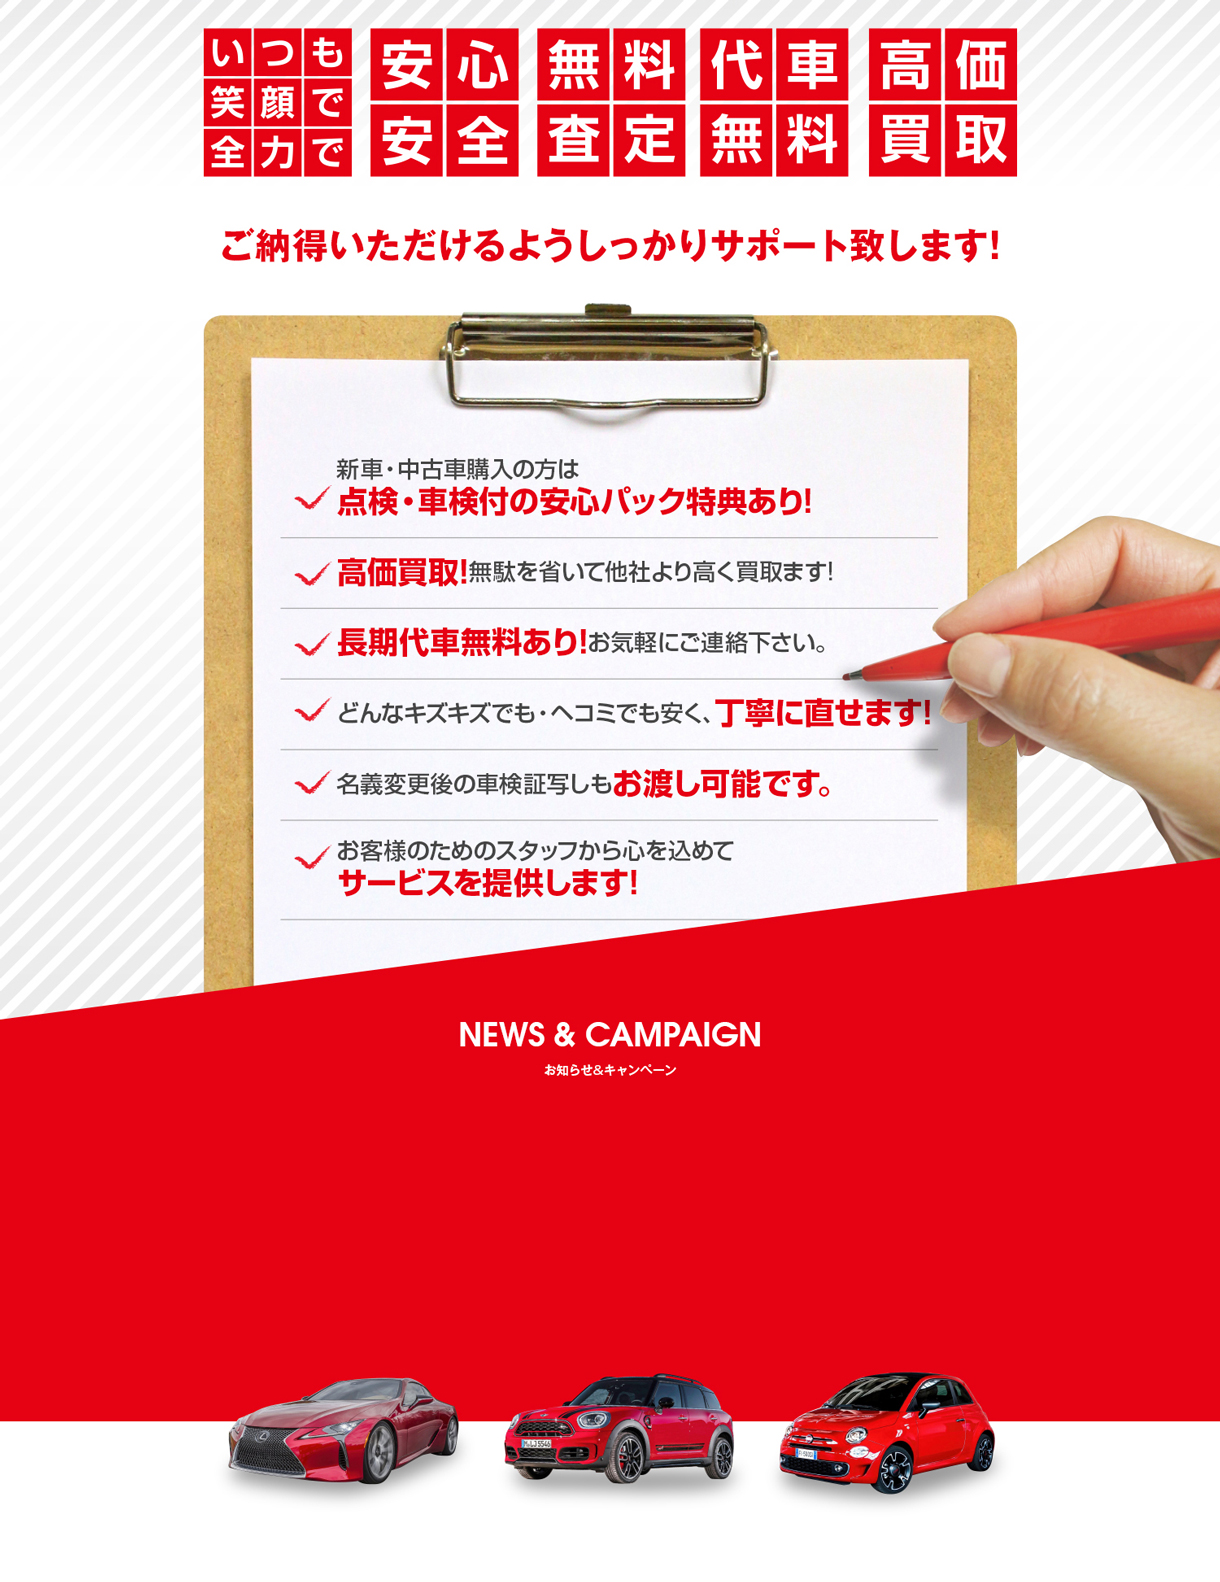 いつも
笑顔で
全力で
安心
安全
無料
査定
代車
無料
高価
買取
ご納得いただけるようしっかりサポート致します!
新車・中古車購入の方は
点検・車検付の安心パック特典あり!
高価買取!無駄を省いて他社より高く買取ます!
長期代車無料あり!お気軽にご連絡下さい。
どんなキズキズでも・ヘコミでも安く、丁寧に直せます!
名義変更後の車検証写しもお渡し可能です。
お客様のためのスタッフから心を込めて
サービスを提供します!
NEWS & CAMPAIGN
お知らせ&キャンペーン